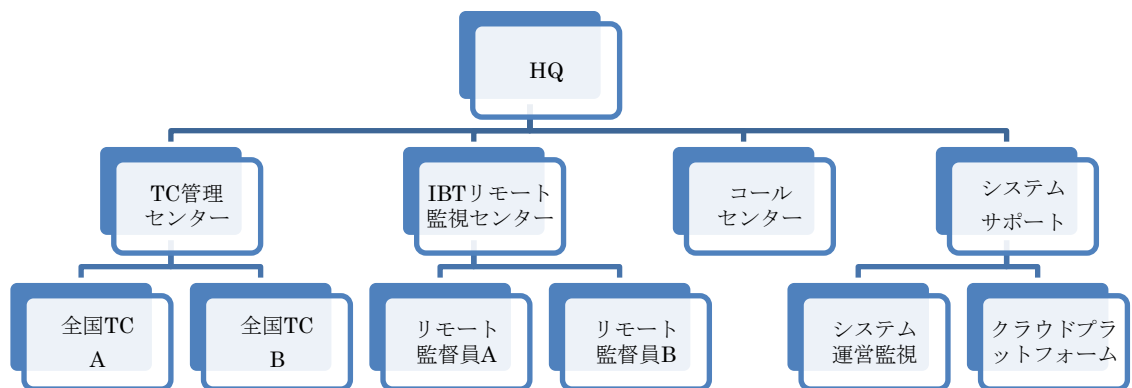 HQ
TC管理
センター
IBTリモート
監視センター
コール
センター
システム
サポート
全国TC
A
全国TC
B
リモート
監督員A
リモート
監督員B
システム
運営監視
クラウドプラ
ットフォーム